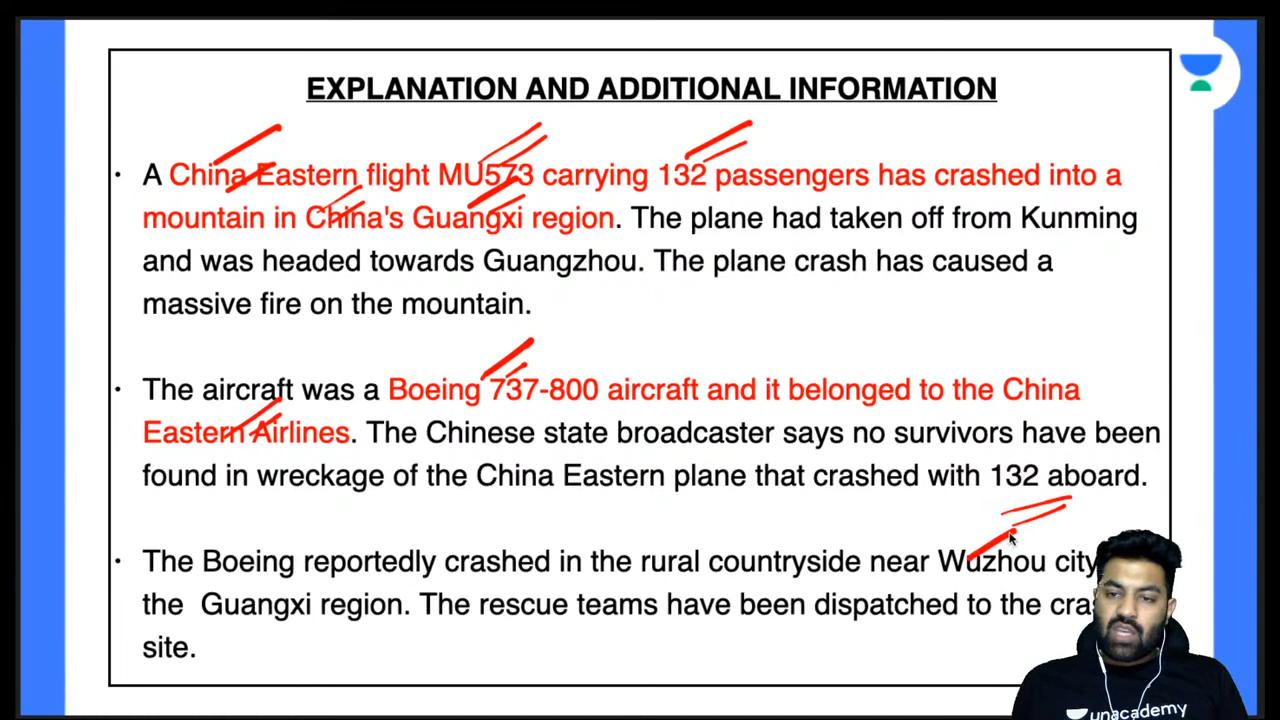 EXPLANATION AND ADDITIONAL INFORMATION
· A China Eastern flight MU573 carrying 132 passengers has crashed into a
mountain in China's Guangxi region. The plane had taken off from Kunming
and was headed towards Guangzhou. The plane crash has caused a
massive fire on the mountain.
· The aircraft was a Boeing 737-800 aircraft and it belonged to the China
Eastern Airlines. The Chinese state broadcaster says no survivors have been
found in wreckage of the China Eastern plane that crashed with 132 aboard.
· The Boeing reportedly crashed in the rural countryside near Wuzhou city
the Guangxi region. The rescue teams have been dispatched to the
site.
unacademy